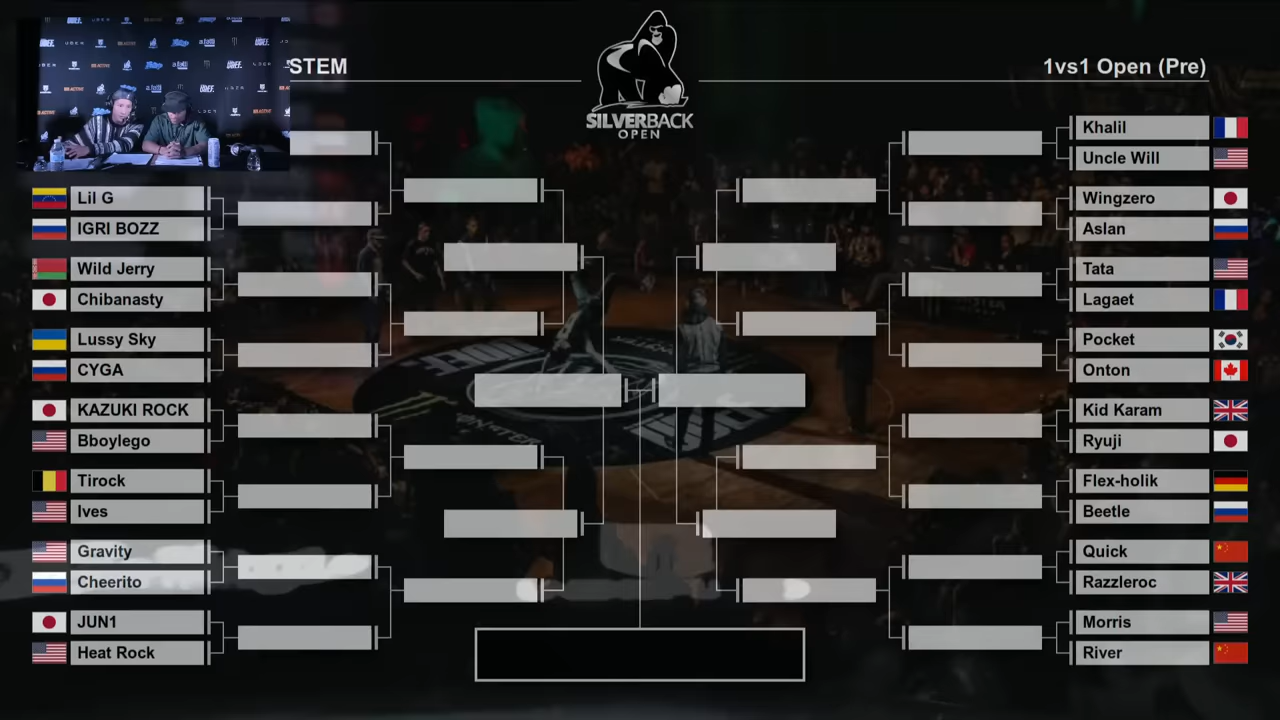 STEM
SILVERBACK
OPEN
1vs1 Open (Pre)
Lil G
IGRI BOZZ
Wild Jerry
Chibanasty
Lussy Sky
CYGA
KAZUKI ROCK
Bboylego
Tirock
Ives
Gravity
Cheerito
JUN1
Heat Rock
Khalil
Uncle Will
Wingzero
Aslan
Tata
Lagaet
Pocket
Onton
Kid Karam
Ryuji
Flex-holik
Beetle
Quick
Razzleroc
Morris
River